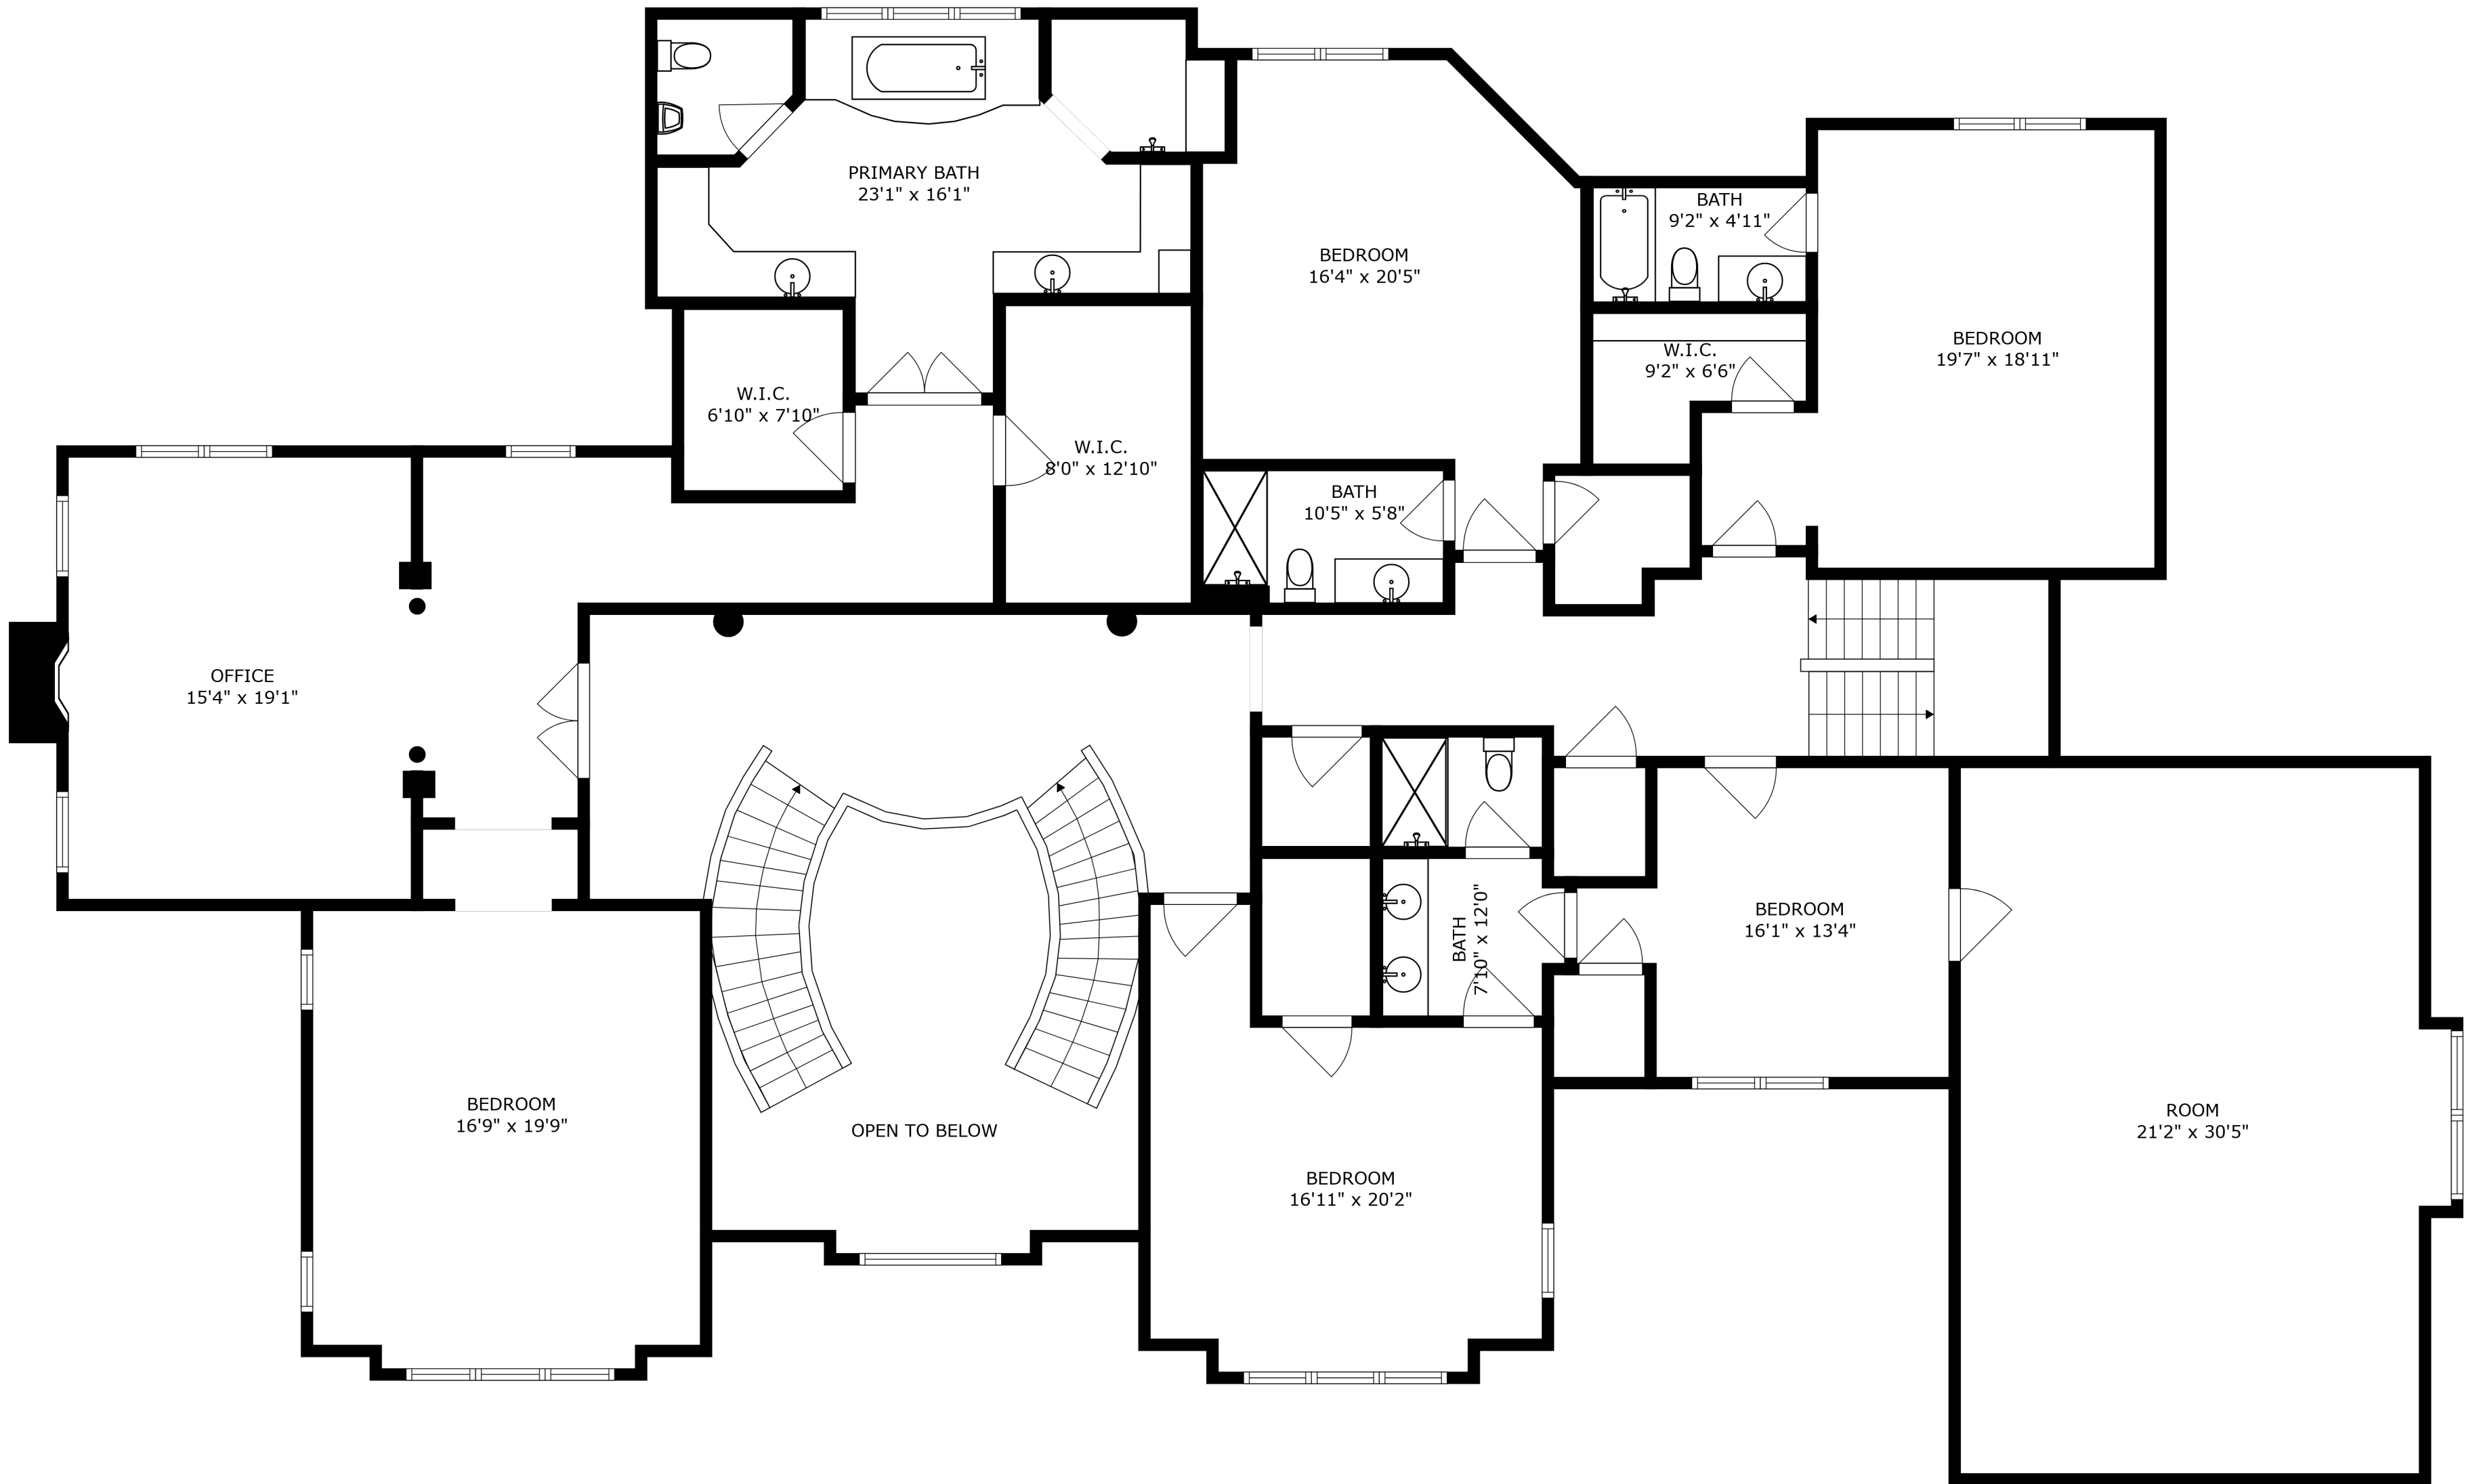 PRIMARY BATH
23'1" x 16'1"
BATH
9'2" x 4'11"
BEDROOM
16'4" x 20'5"
BEDROOM
19'7" x 18'11"
W.I.C.
9'2" x 6'6"
W.I.C.
6'10" x 7'10"
W.I.C.
8'0" x 12'10"
BATH
10'5" x 5'8"
OFFICE
15'4" x 19'1"
BATH
7'10" x 12'0"
BEDROOM
16'1" x 13'4"
BEDROOM
16'9" x 19'9"
OPEN TO BELOW
BEDROOM
16'11" x 20'2"
ROOM
21'2" x 30'5"